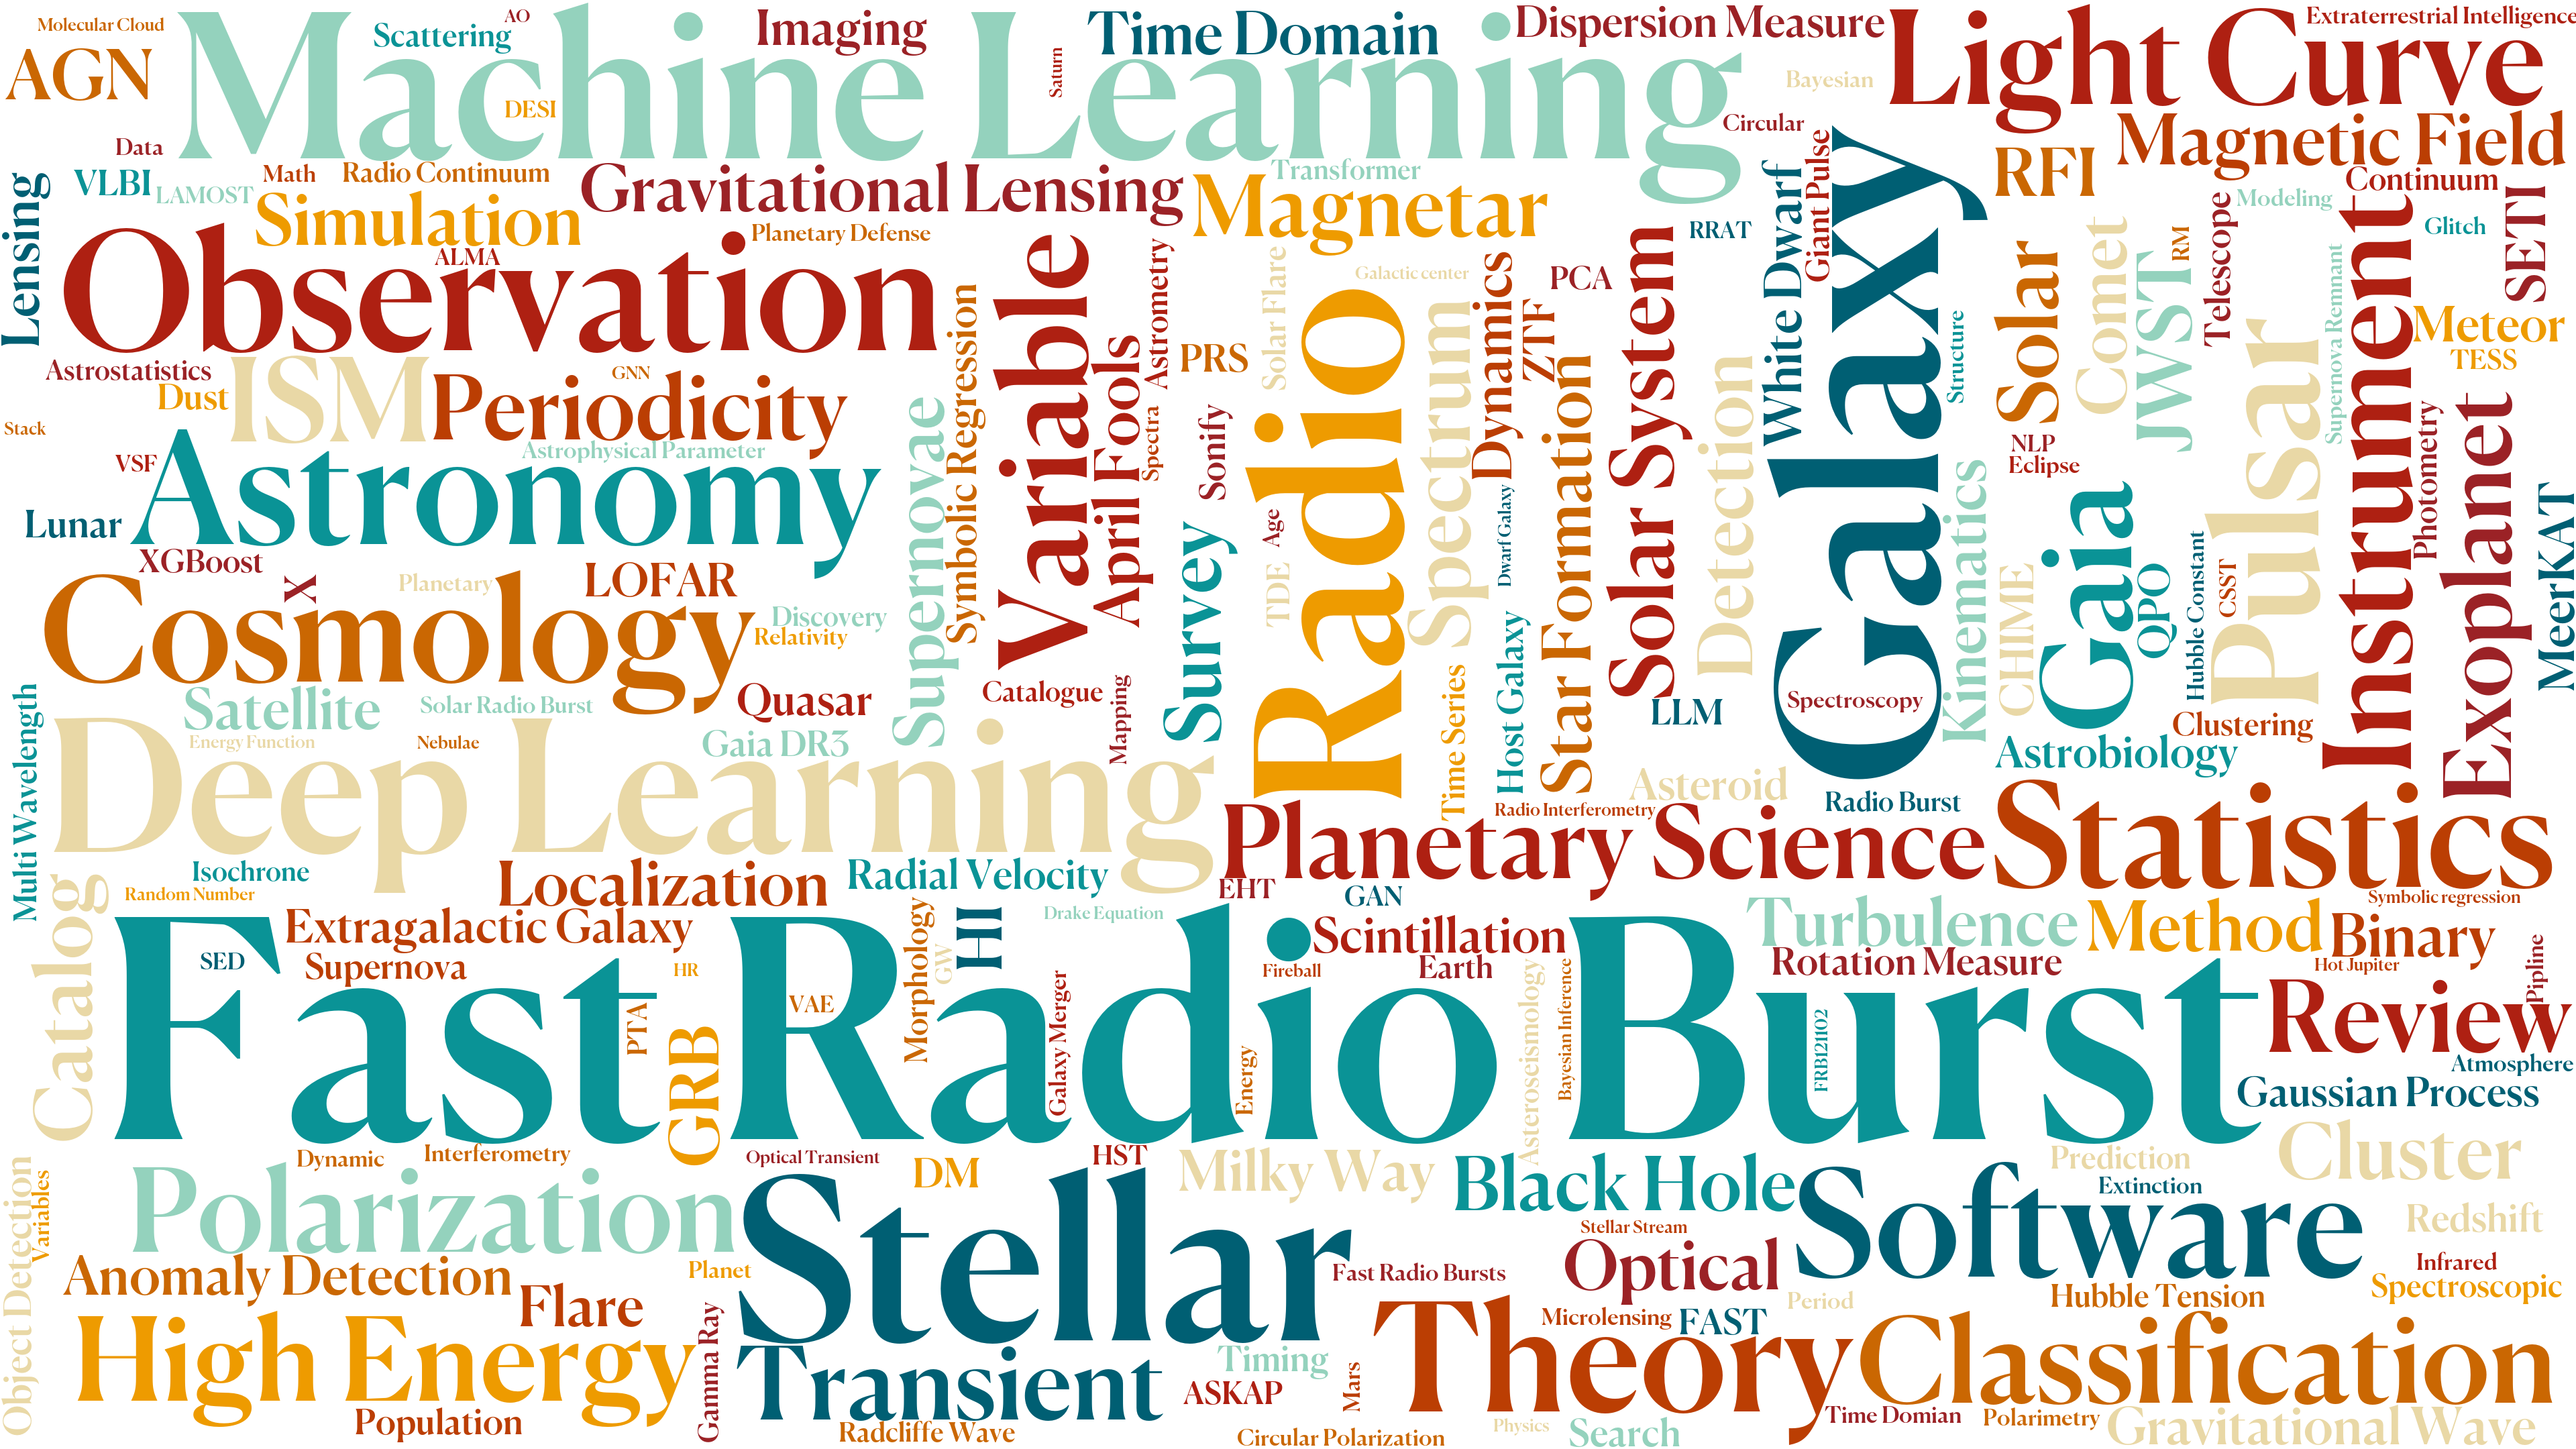 Molecular Cloud
AGN
Machine Learning
Scattering
AO
DESI
Imaging
Saturn
Time Domain
Dispersion Measure
Bayesian
Light Curve
Extraterrestrial Intelligence
Circular
Magnetic Field
RFI
Data
VLBI
LAMOST
Math
Radio Continuum
Gravitational Lensing
Transformer
Magnetar
Lensing
Simulation
Planetary Defense
ALMA
Observation
Variable
Astrometry
RRAT
White Dwarf
Giant Pulse
Galaxy
Telescope
Modeling
Continuum
Glitch
SETI
Instrument
Solar
Comet
JWST
RM
Supernova Remnant
Meteor
TESS
Galactic center
Solar Flare
Dynamics
PCA
ZTF
Solar System
Structure
Astrostatistics
Dust
ISM
Periodicity
GNN
Symbolic Regression
April Fools
PRS
Radio
Spectrum
Star Formation
Detection
Pulsar
Photometry
Exoplanet
Stack
VSF
Astronomy
Astrophysical Parameter
Supernovae
Spectra
Sonify
NLP
Eclipse
Lunar
XGBoost
X
Cosmology
Planetary
LOFAR
Discovery
Relativity
Survey
TDE
Age
Dwarf Galaxy
Kinematics
CHIME
Gaia
QPO
Hubble Constant
CSST
MeerKAT
Satellite
Solar Radio Burst
Quasar
Catalogue
Mapping
Time Series
Host Galaxy
LLM
Spectroscopy
Clustering
Astrobiology
Multi Wavelength
Energy Function
Nebulae
Gaia DR3
Deep Learning
Asteroid
Radio Burst
Radio Interferometry
Planetary Science
Statistics
Isochrone
Random Number
Localization
Radial Velocity
EHT
GAN
Symbolic regression
Catalog
Extragalactic Galaxy
Supernova
SED
HR
Morphology
GW
HI
Drake Equation
Scintillation
Fireball
Earth
Turbulence
Rotation Measure
Method
Binary
Hot Jupiter
Pipline
Fast Radio Burst
PTA
GRB
VAE
Galaxy Merger
Energy
Asteroseismology
Bayesian Inference
FRB121102
Review
Atmosphere
Gaussian Process
Dynamic
Interferometry
Optical Transient
DM
HST
Milky Way
Black Hole
Prediction
Extinction
Cluster
Object Detection
Variables
Polarization
Stellar
Stellar Stream
Software
Redshift
Anomaly Detection
Planet
Fast Radio Bursts
Optical
Period
Infrared
Spectroscopic
Hubble Tension
Flare
High Energy
Gamma Ray
Transient
Timing
Theory
Microlensing
FAST
Classification
ASKAP
Mars
Population
Radcliffe Wave
Circular Polarization
Physics
Search
Time Domian
Polarimetry
Gravitational Wave